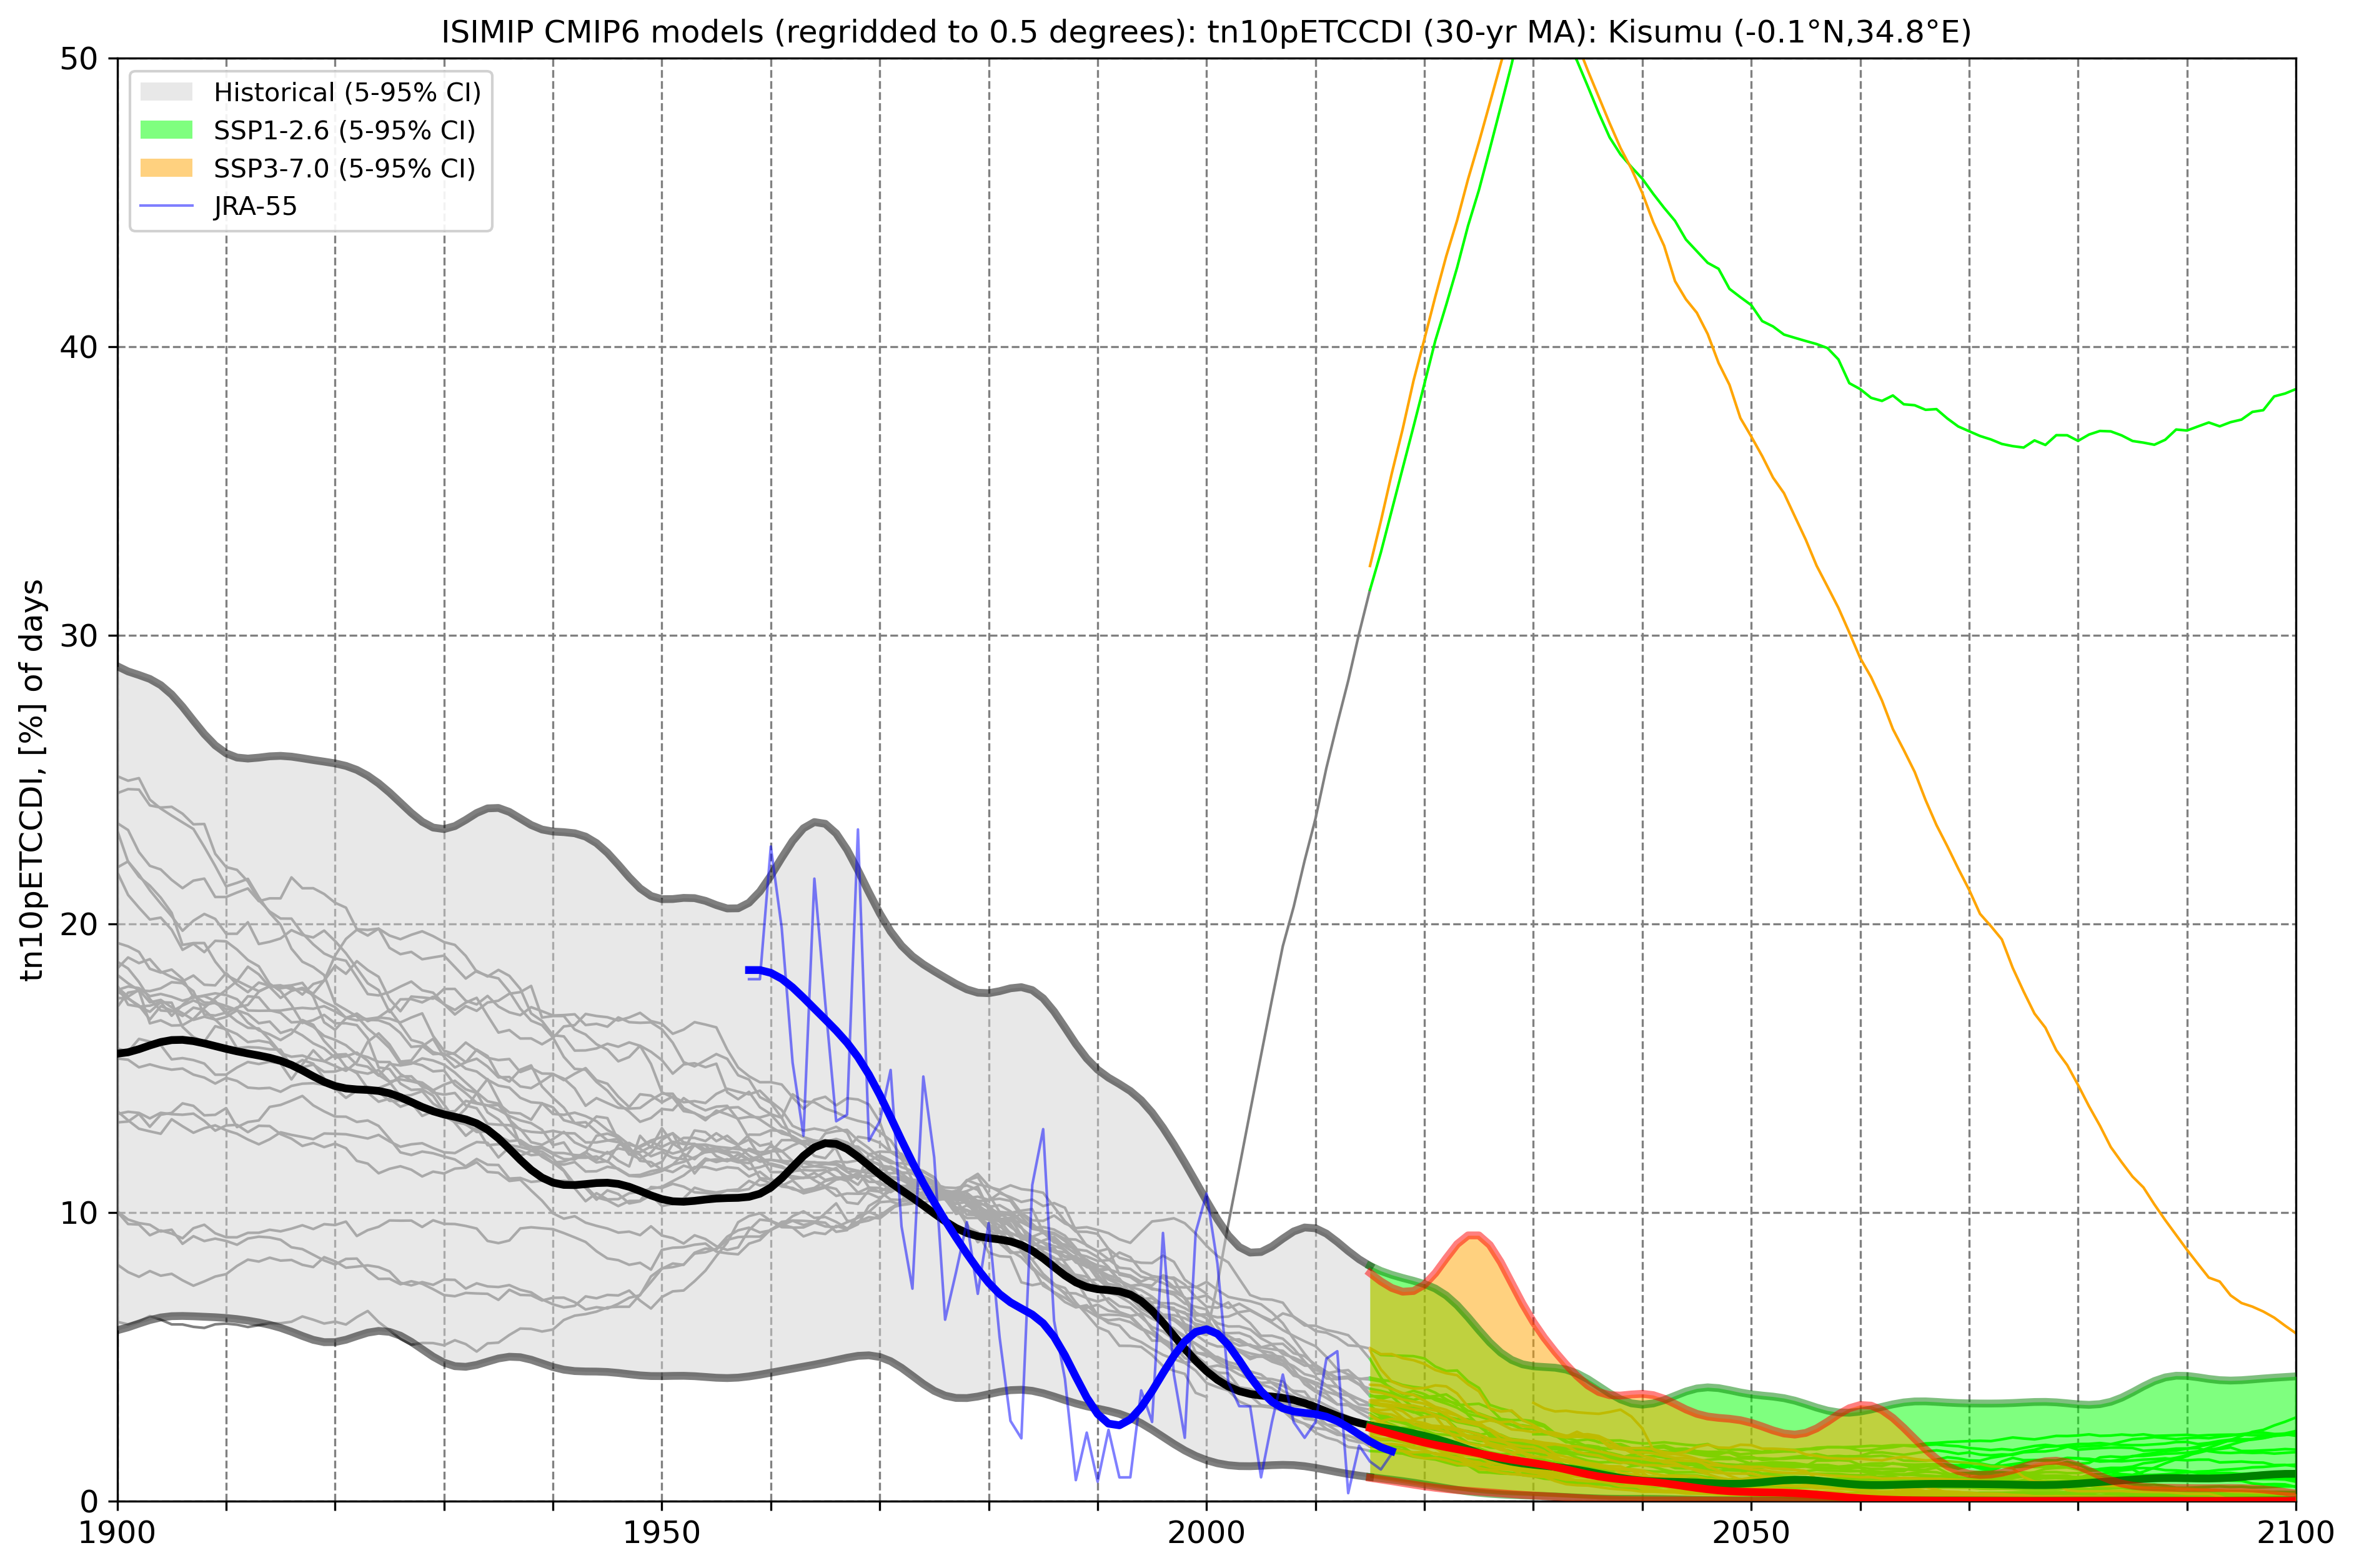 ISIMIP CMIP6 models (regridded to 0.5 degrees): tn10pETCCDI (30-yr MA): Kisumu (-0.1°N,34.8°E)
50
40
30
20
10
0
tn10pETCCDI, [%] of days
Historical (5-95% CI)
SSP1-2.6 (5-95% CI)
SSP3-7.0 (5-95% CI)
JRA-55
1900
1950
2000
2050
2100